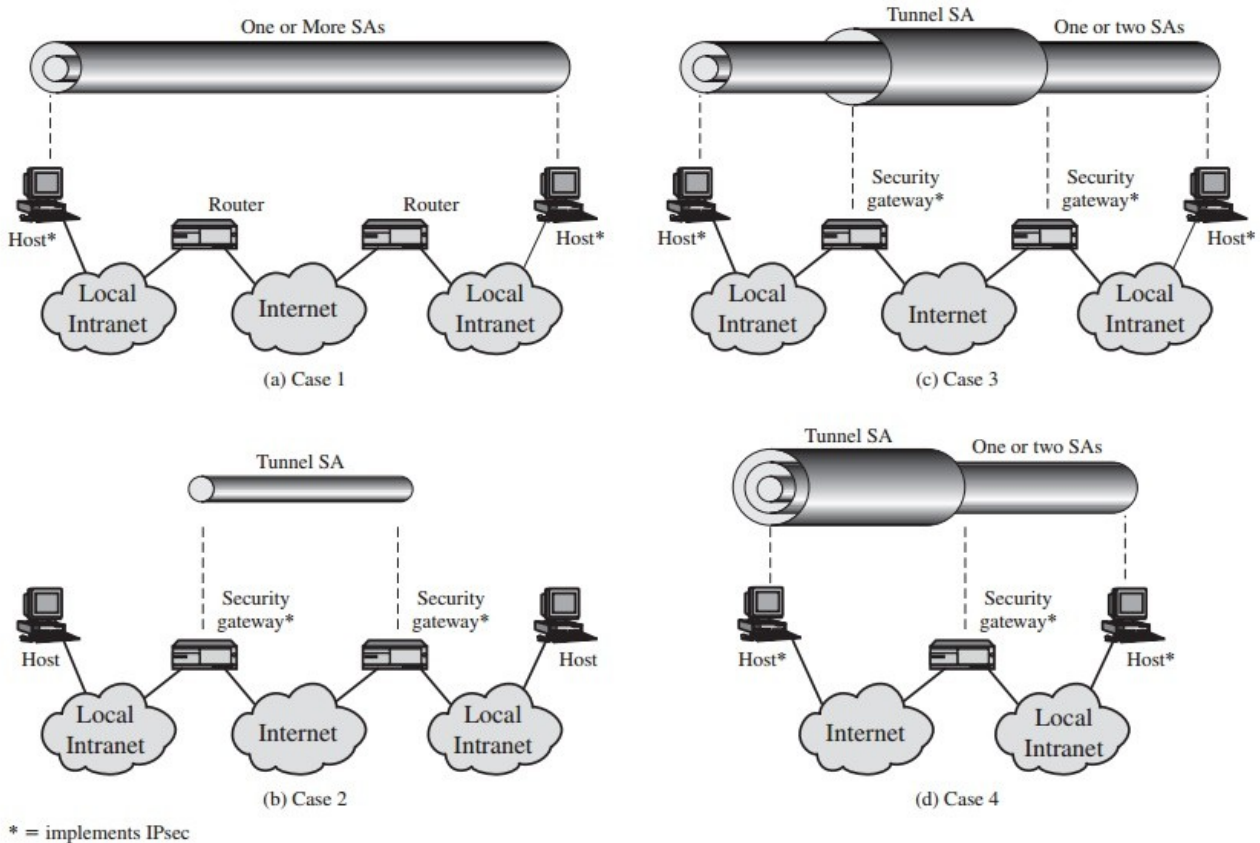 One or More SAs
Router
Router
Host*
Host*
Local
Intranet
Internet
Local
Intranet
(a) Case 1
Tunnel SA
One or two SAs
Security
gateway*
Security
gateway*
Host*
Host*
Local
Intranet
Internet
Local
Intranet
(c) Case 3
Tunnel SA
Security
gateway*
Security
gateway*
Host
Host
Local
Intranet
Internet
Local
Intranet
(b) Case 2
Tunnel SA
One or two SAs
Security
gateway*
Host*
Host*
Internet
Local
Intranet
(d) Case 4
* = implements IPsec